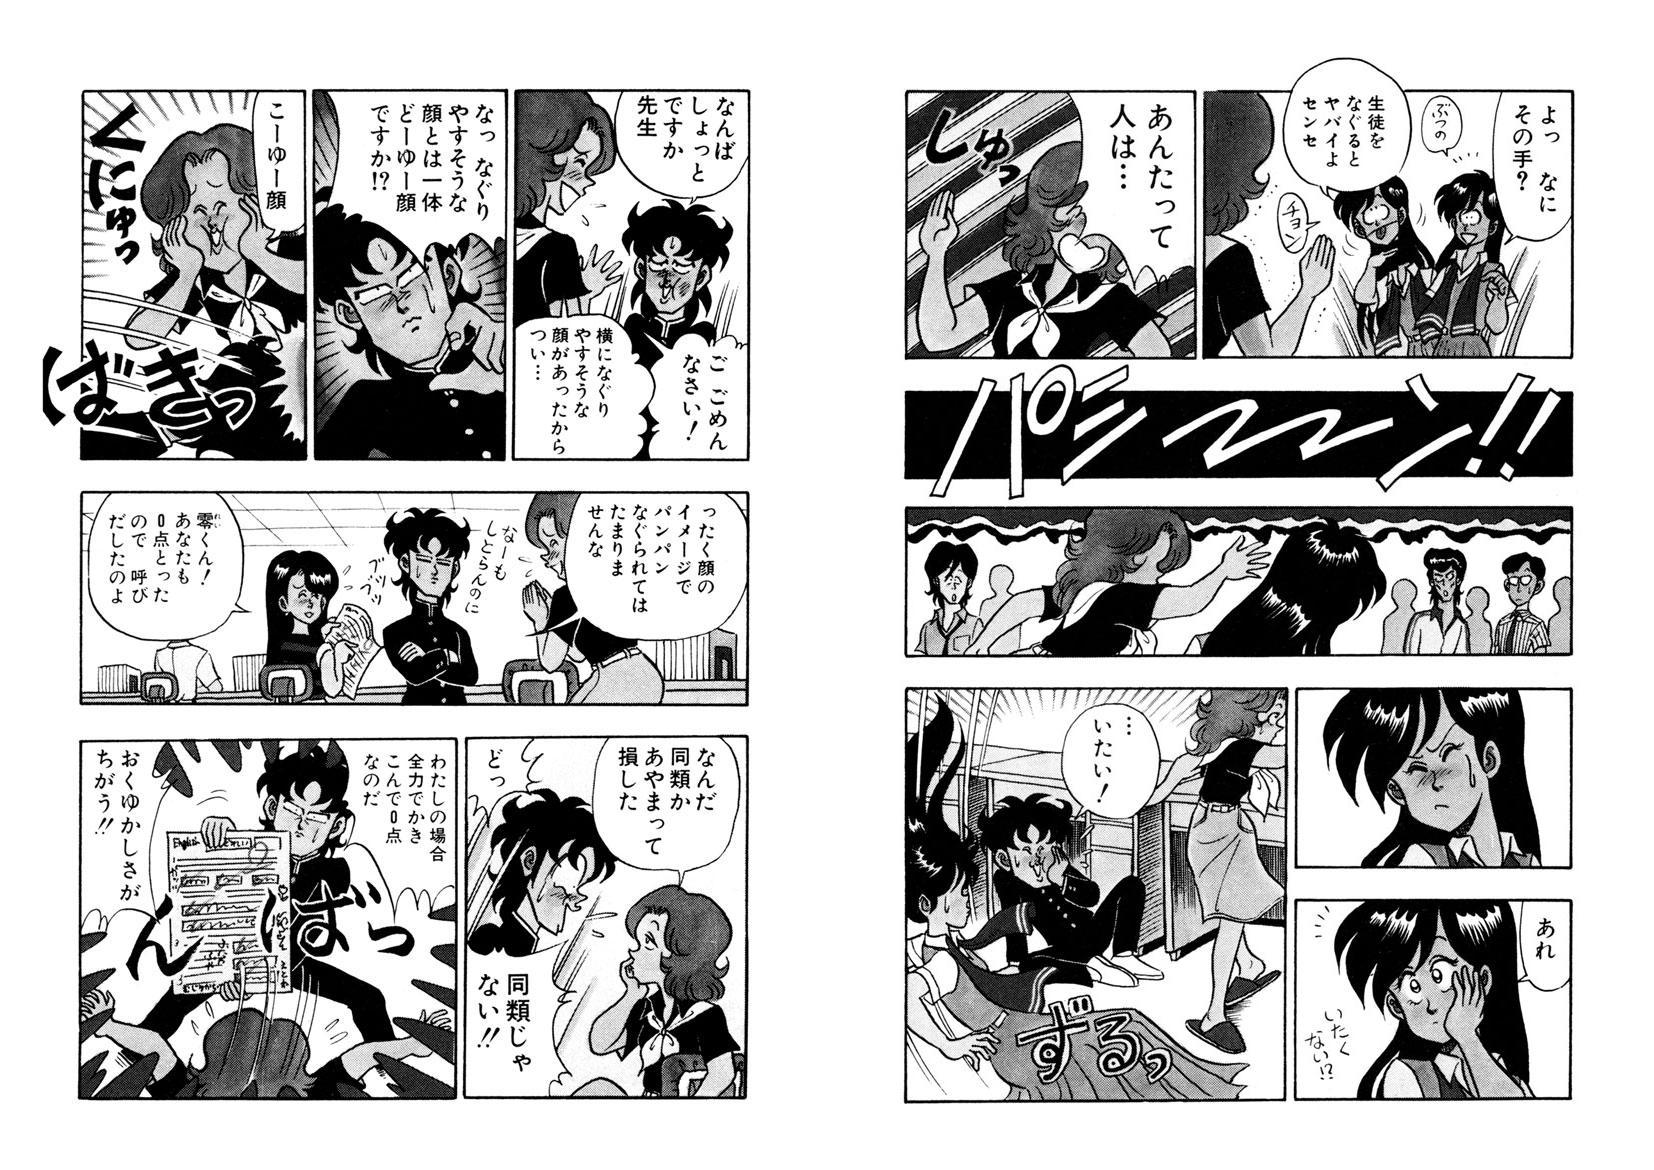 よっ なに
その手?
ぶつの
生徒を
なぐると
ヤバイよ
センセ
チョン
あんたって
人は…
しゅっ
パシーーン!!
あれ
いたく
ない!?
…
いたい!
ずるっ
なんば
しょっと
ですか
先生
ご ごめん
なさい!
横になぐり
やすそうな
顔があったから
つい…
なっ なぐり
やすそうな
顔とは一体
どーゆー顔
ですか!?
こーゆー顔
くにゅっ
ばきっ
ったく顔の
イメージで
パンパン
なぐられては
たまりま
せんな
なーも
しとらんのに
ブツ
ブツ
零くん!
れい
あなたも
0点とった
ので 呼び
だしたのよ
なんだ
同類か
あやまって
損した
どっ
同類じゃ
ない!!
わたしの場合
全力でかき
こんで0点
なのだ
おくゆかしさが
ちがう!!
ばっ
ん
English
0